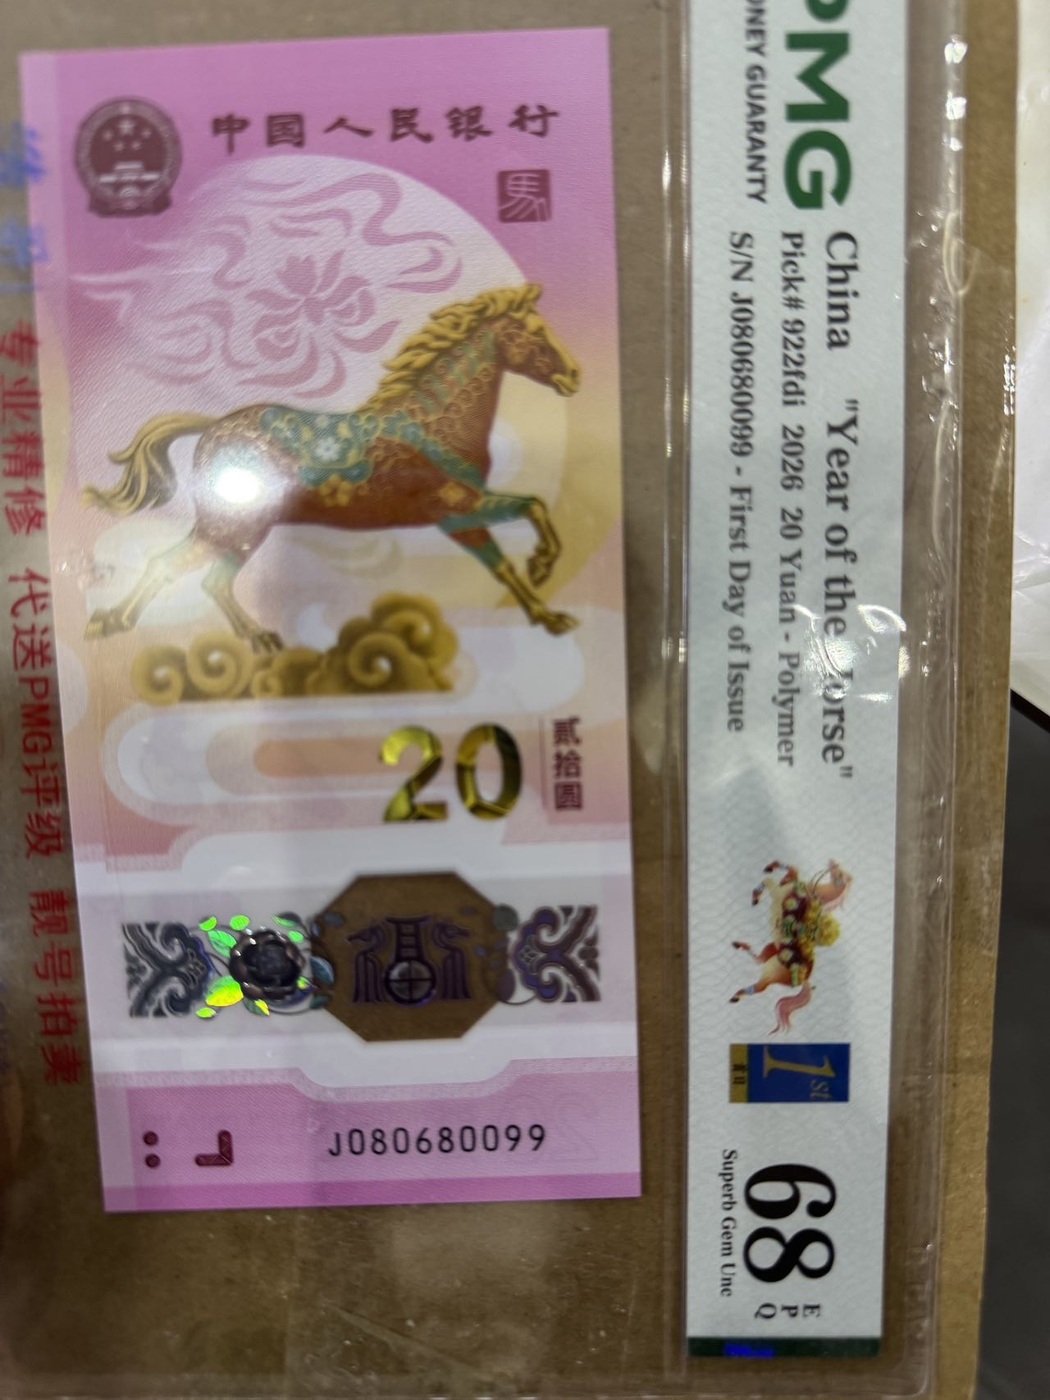 中国人民银行
馬
20
贰拾圆
J080680099
PMG
MONEY GUARANTY
China "Year of the Horse"
Pick# 922fdi 2026 20 Yuan - Polymer
S/N J080680099 - First Day of Issue
1st
首日
68 EPQ
Superb Gem Unc
专业精修 代送PMG评级 靓号拍卖